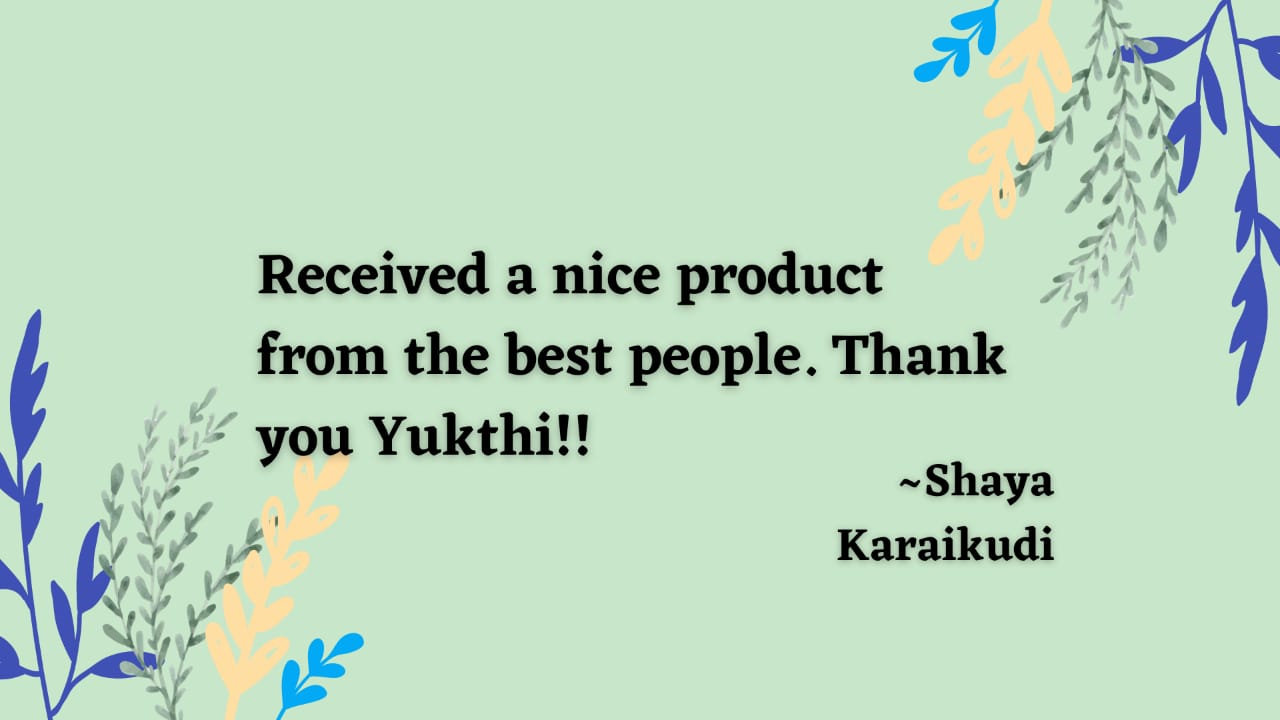 Received a nice product
from the best people. Thank
you Yukthi!!
~Shaya
Karaikudi